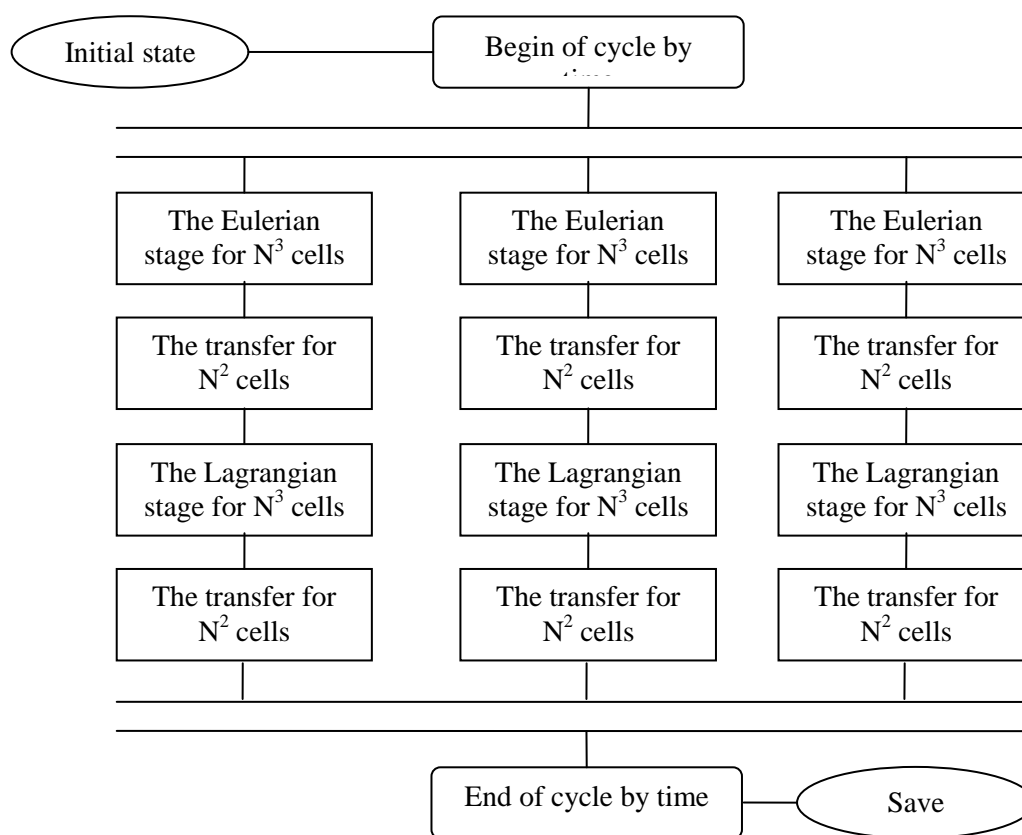 Initial state
Begin of cycle by
The Eulerian
stage for N³ cells
The Eulerian
stage for N³ cells
The Eulerian
stage for N³ cells
The transfer for
N² cells
The transfer for
N² cells
The transfer for
N² cells
The Lagrangian
stage for N³ cells
The Lagrangian
stage for N³ cells
The Lagrangian
stage for N³ cells
The transfer for
N² cells
The transfer for
N² cells
The transfer for
N² cells
End of cycle by time
Save